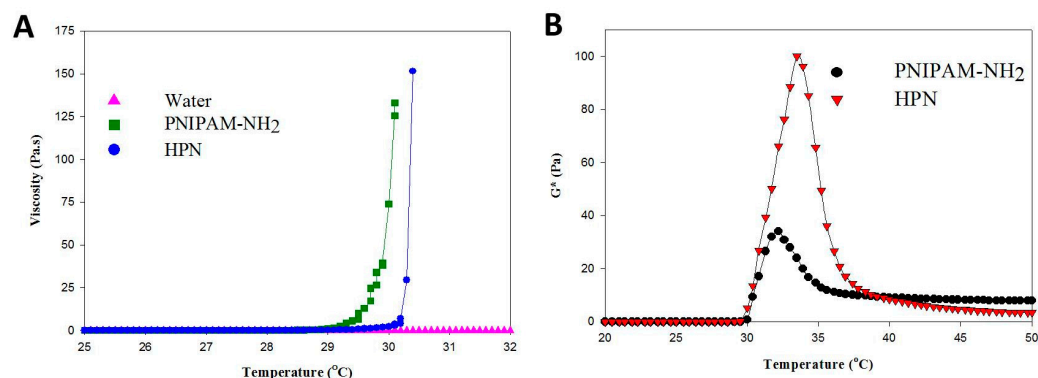 A
Viscosity (Pa.s)
175
150
125
100
75
50
25
0
Water
PNIPAM-NH2
HPN
25 26 27 28 29 30 31 32
Temperature (OC)
B
G* (Pa)
100
80
60
40
20
0
PNIPAM-NH2
HPN
20 25 30 35 40 45 50
Temperature (oC)